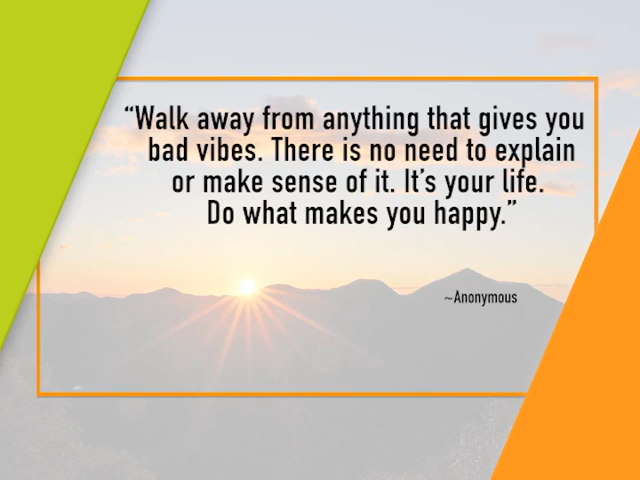 “Walk away from anything that gives you
bad vibes. There is no need to explain
or make sense of it. It’s your life.
Do what makes you happy.”
~Anonymous